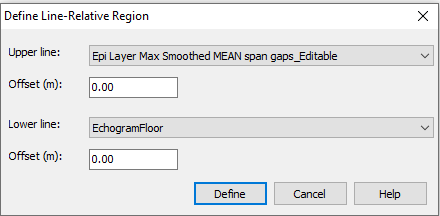 Define Line-Relative Region
Upper line: Epi Layer Max Smoothed MEAN span gaps_Editable
Offset (m): 0.00
Lower line: EchogramFloor
Offset (m): 0.00
Define Cancel Help